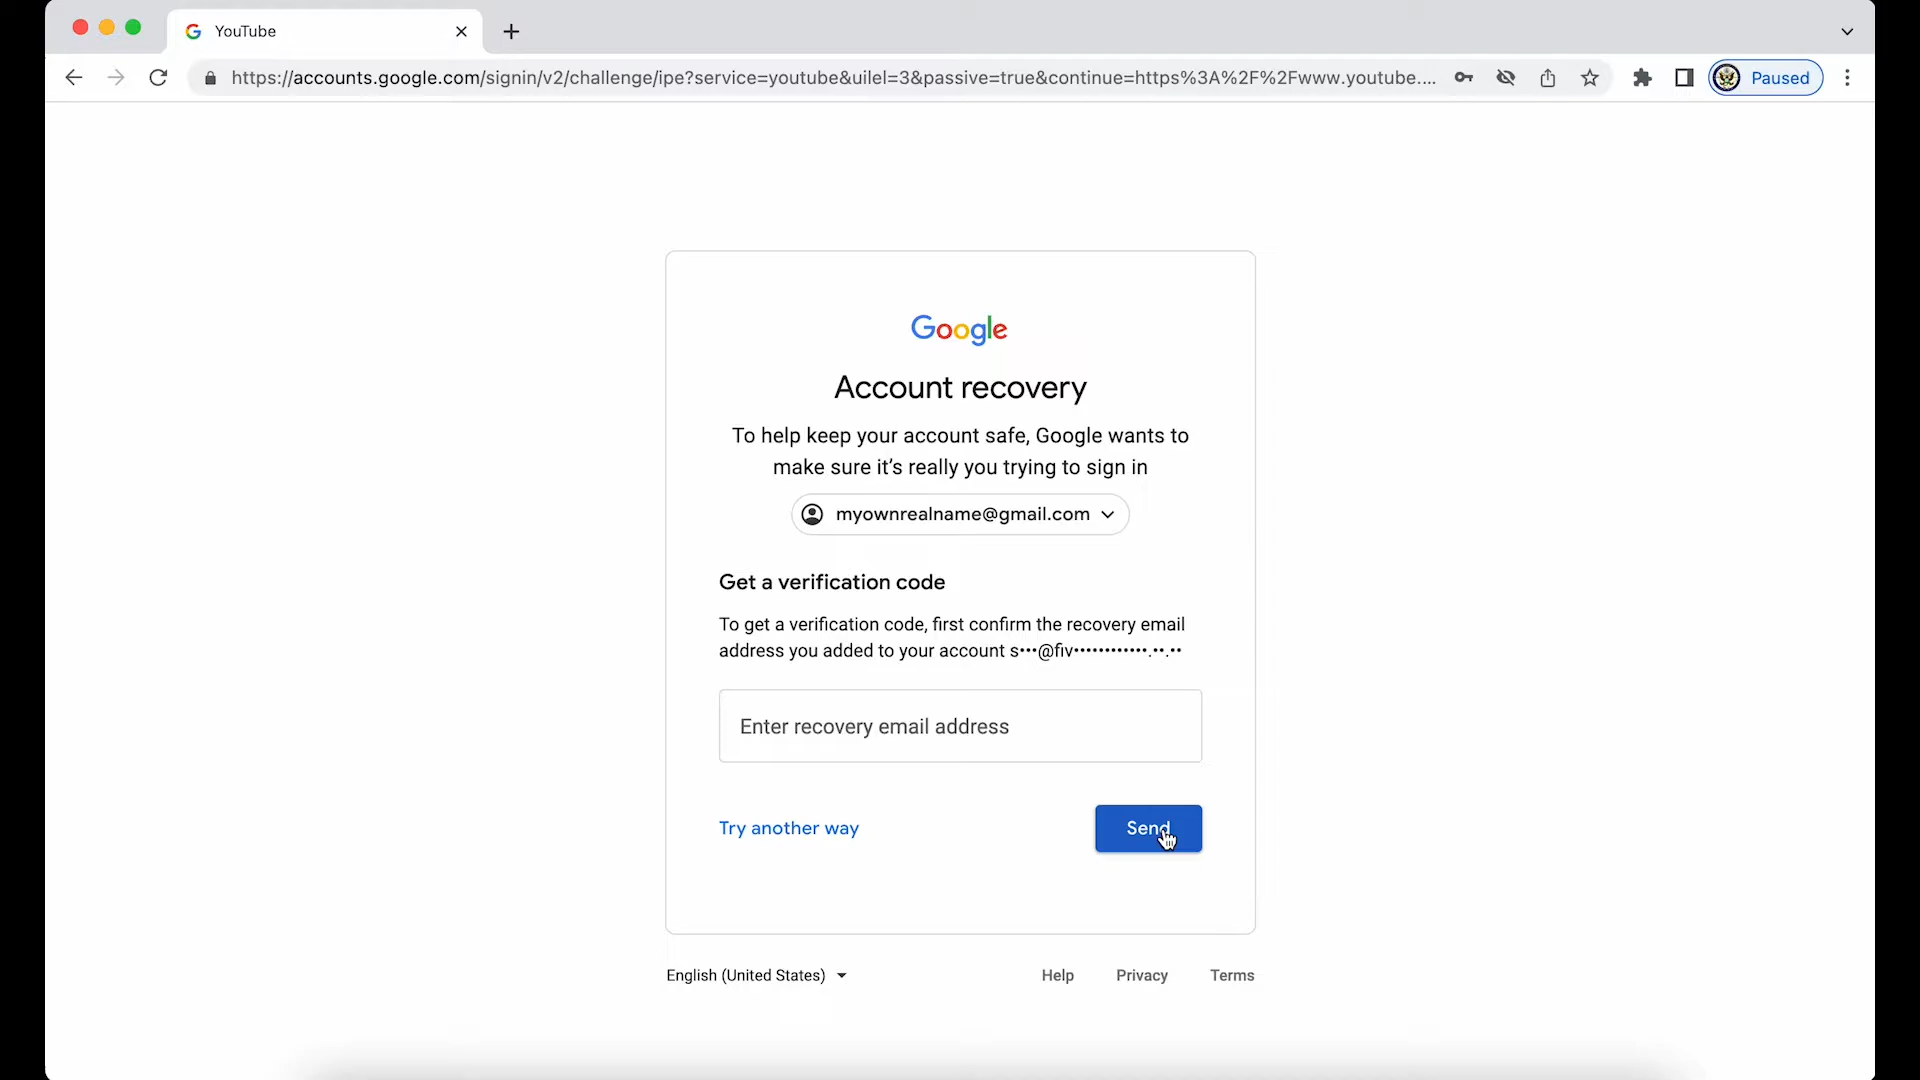 YouTube
https://accounts.google.com/signin/v2/challenge/ipe?service=youtube&uilel=3&passive=true&continue=https%3A%2F%2Fwww.youtube....
Paused
Google
Account recovery
To help keep your account safe, Google wants to
make sure it’s really you trying to sign in
myownrealname@gmail.com
Get a verification code
To get a verification code, first confirm the recovery email
address you added to your account s•••@fiv••••••••••••.••.••
Enter recovery email address
Try another way
Send
English (United States)
Help
Privacy
Terms